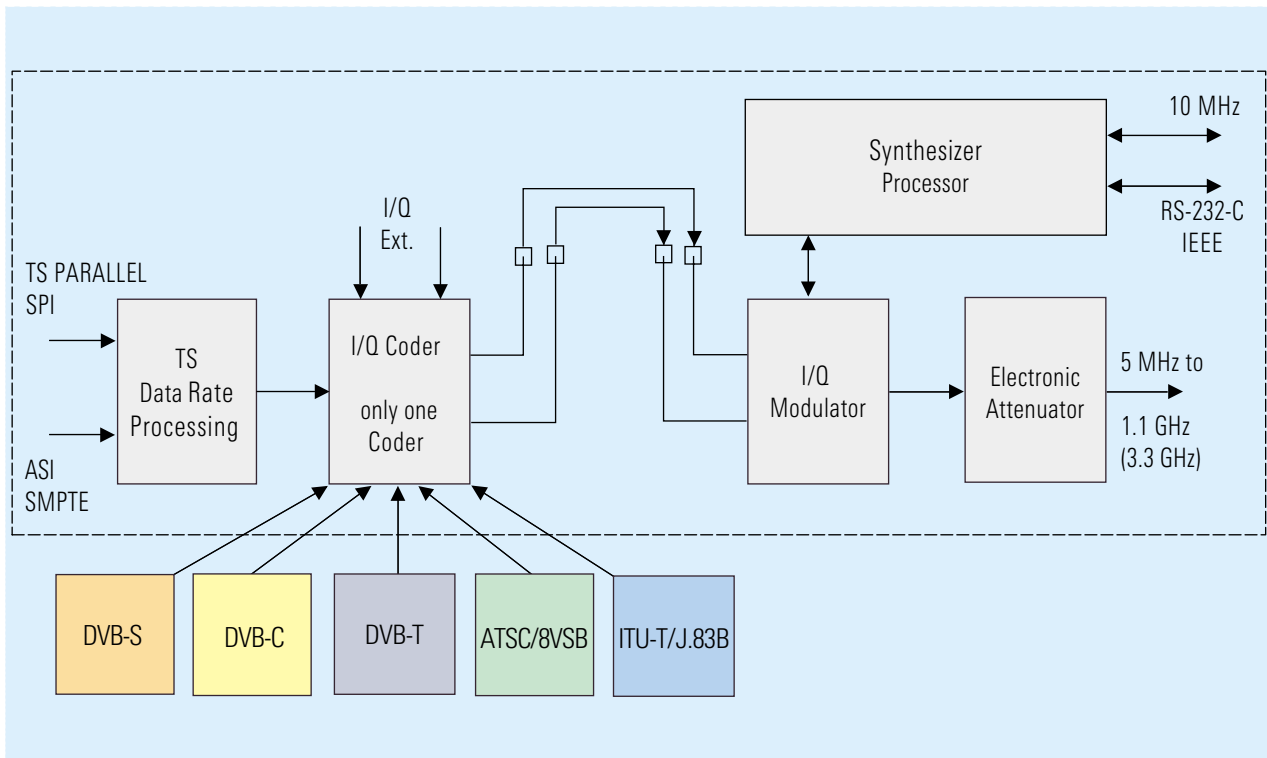 10 MHz
Synthesizer
Processor
RS-232-C
IEEE
I/Q
Ext.
TS PARALLEL
SPI
TS
Data Rate
Processing
ASI
SMPTE
I/Q Coder
only one
Coder
I/Q
Modulator
Electronic
Attenuator
5 MHz to
1.1 GHz
(3.3 GHz)
DVB-S
DVB-C
DVB-T
ATSC/8VSB
ITU-T/J.83B